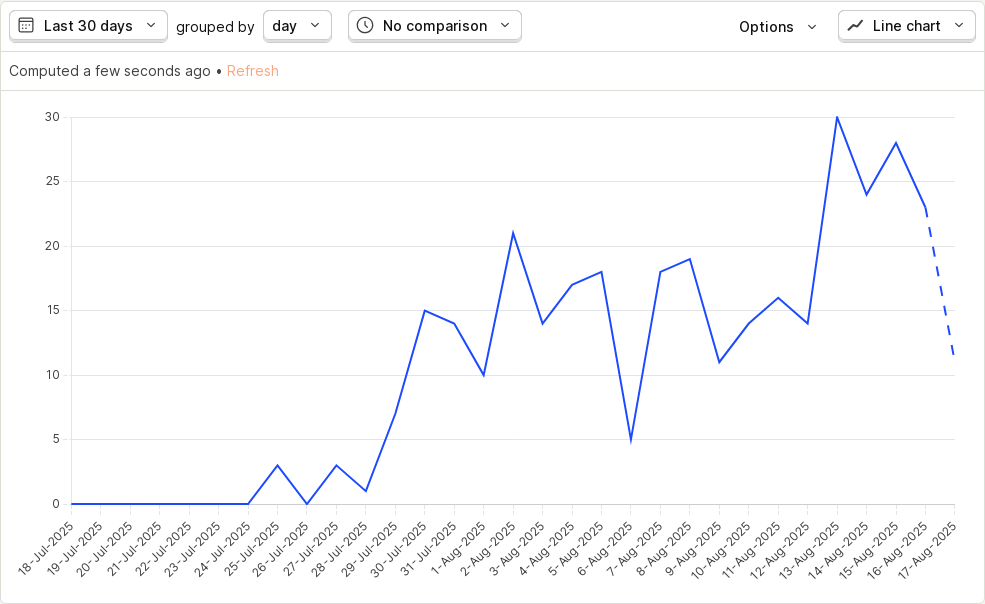 Last 30 days grouped by day No comparison Options Line chart
Computed a few seconds ago • Refresh
30
25
20
15
10
5
0
18-Jul-2025
19-Jul-2025
20-Jul-2025
21-Jul-2025
22-Jul-2025
23-Jul-2025
24-Jul-2025
25-Jul-2025
26-Jul-2025
27-Jul-2025
28-Jul-2025
29-Jul-2025
30-Jul-2025
31-Jul-2025
1-Aug-2025
2-Aug-2025
3-Aug-2025
4-Aug-2025
5-Aug-2025
6-Aug-2025
7-Aug-2025
8-Aug-2025
9-Aug-2025
10-Aug-2025
11-Aug-2025
12-Aug-2025
13-Aug-2025
14-Aug-2025
15-Aug-2025
16-Aug-2025
17-Aug-2025